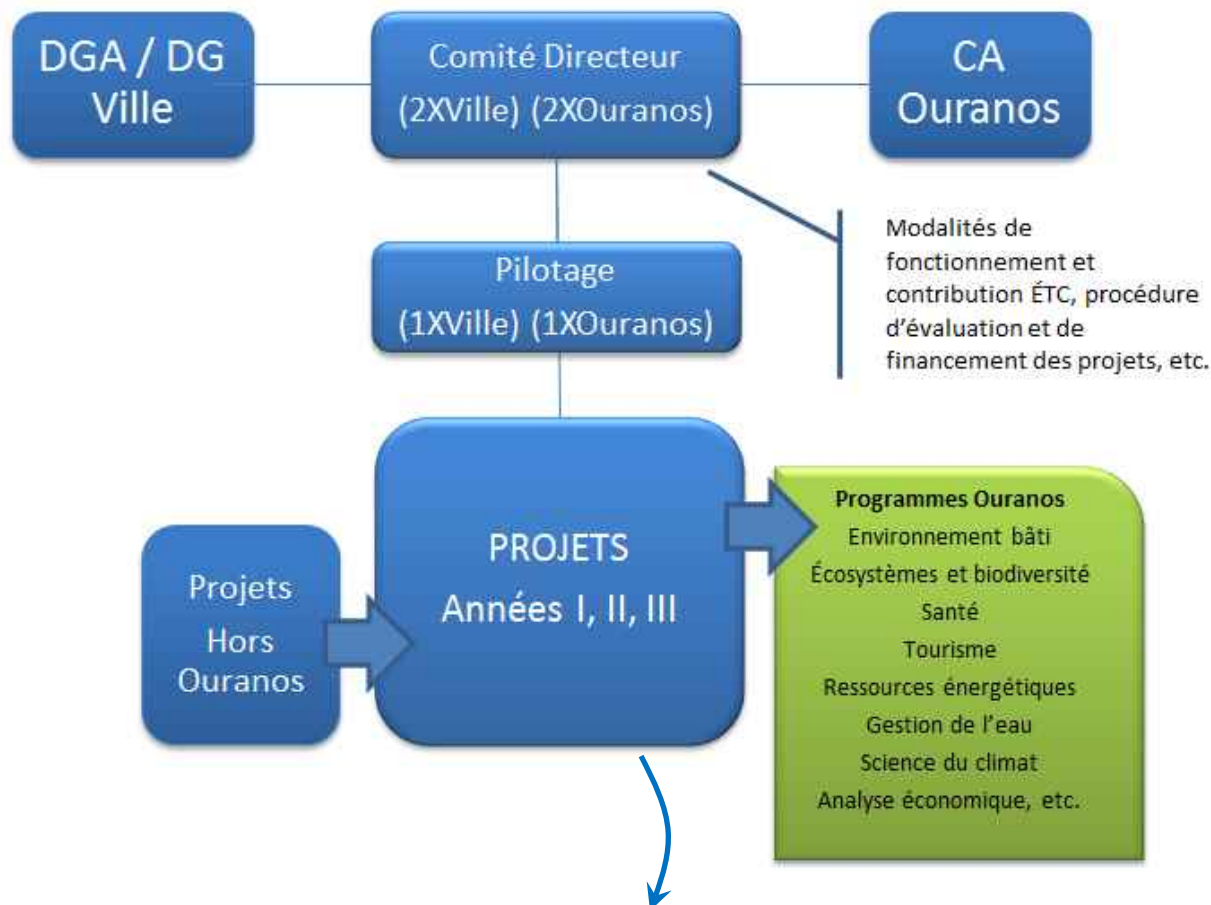 DGA / DG
Ville
Comité Directeur
(2XVille) (2XOuranos)
CA
Ouranos
Modalités de
fonctionnement et
contribution ÉTC, procédure
d'évaluation et de
financement des projets, etc.
Pilotage
(1XVille) (1XOuranos)
Projets
Hors
Ouranos
PROJETS
Années I, II, III
Programmes Ouranos
Environnement bâti
Écosystèmes et biodiversité
Santé
Tourisme
Ressources énergétiques
Gestion de l'eau
Science du climat
Analyse économique, etc.